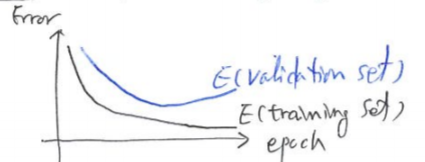 Error
E(validation set)
E(training set)
epoch